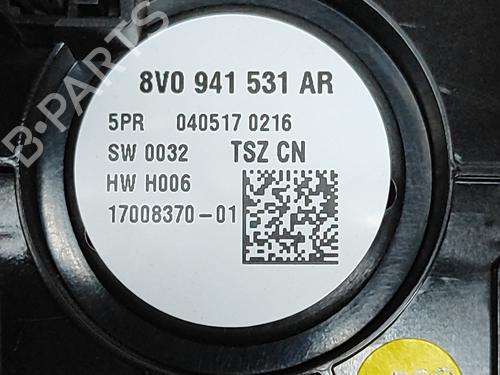 8V0 941 531 AR
5PR 040517 0216
SW 0032 TSZ CN
HW H006
17008370-01
B-PARTS